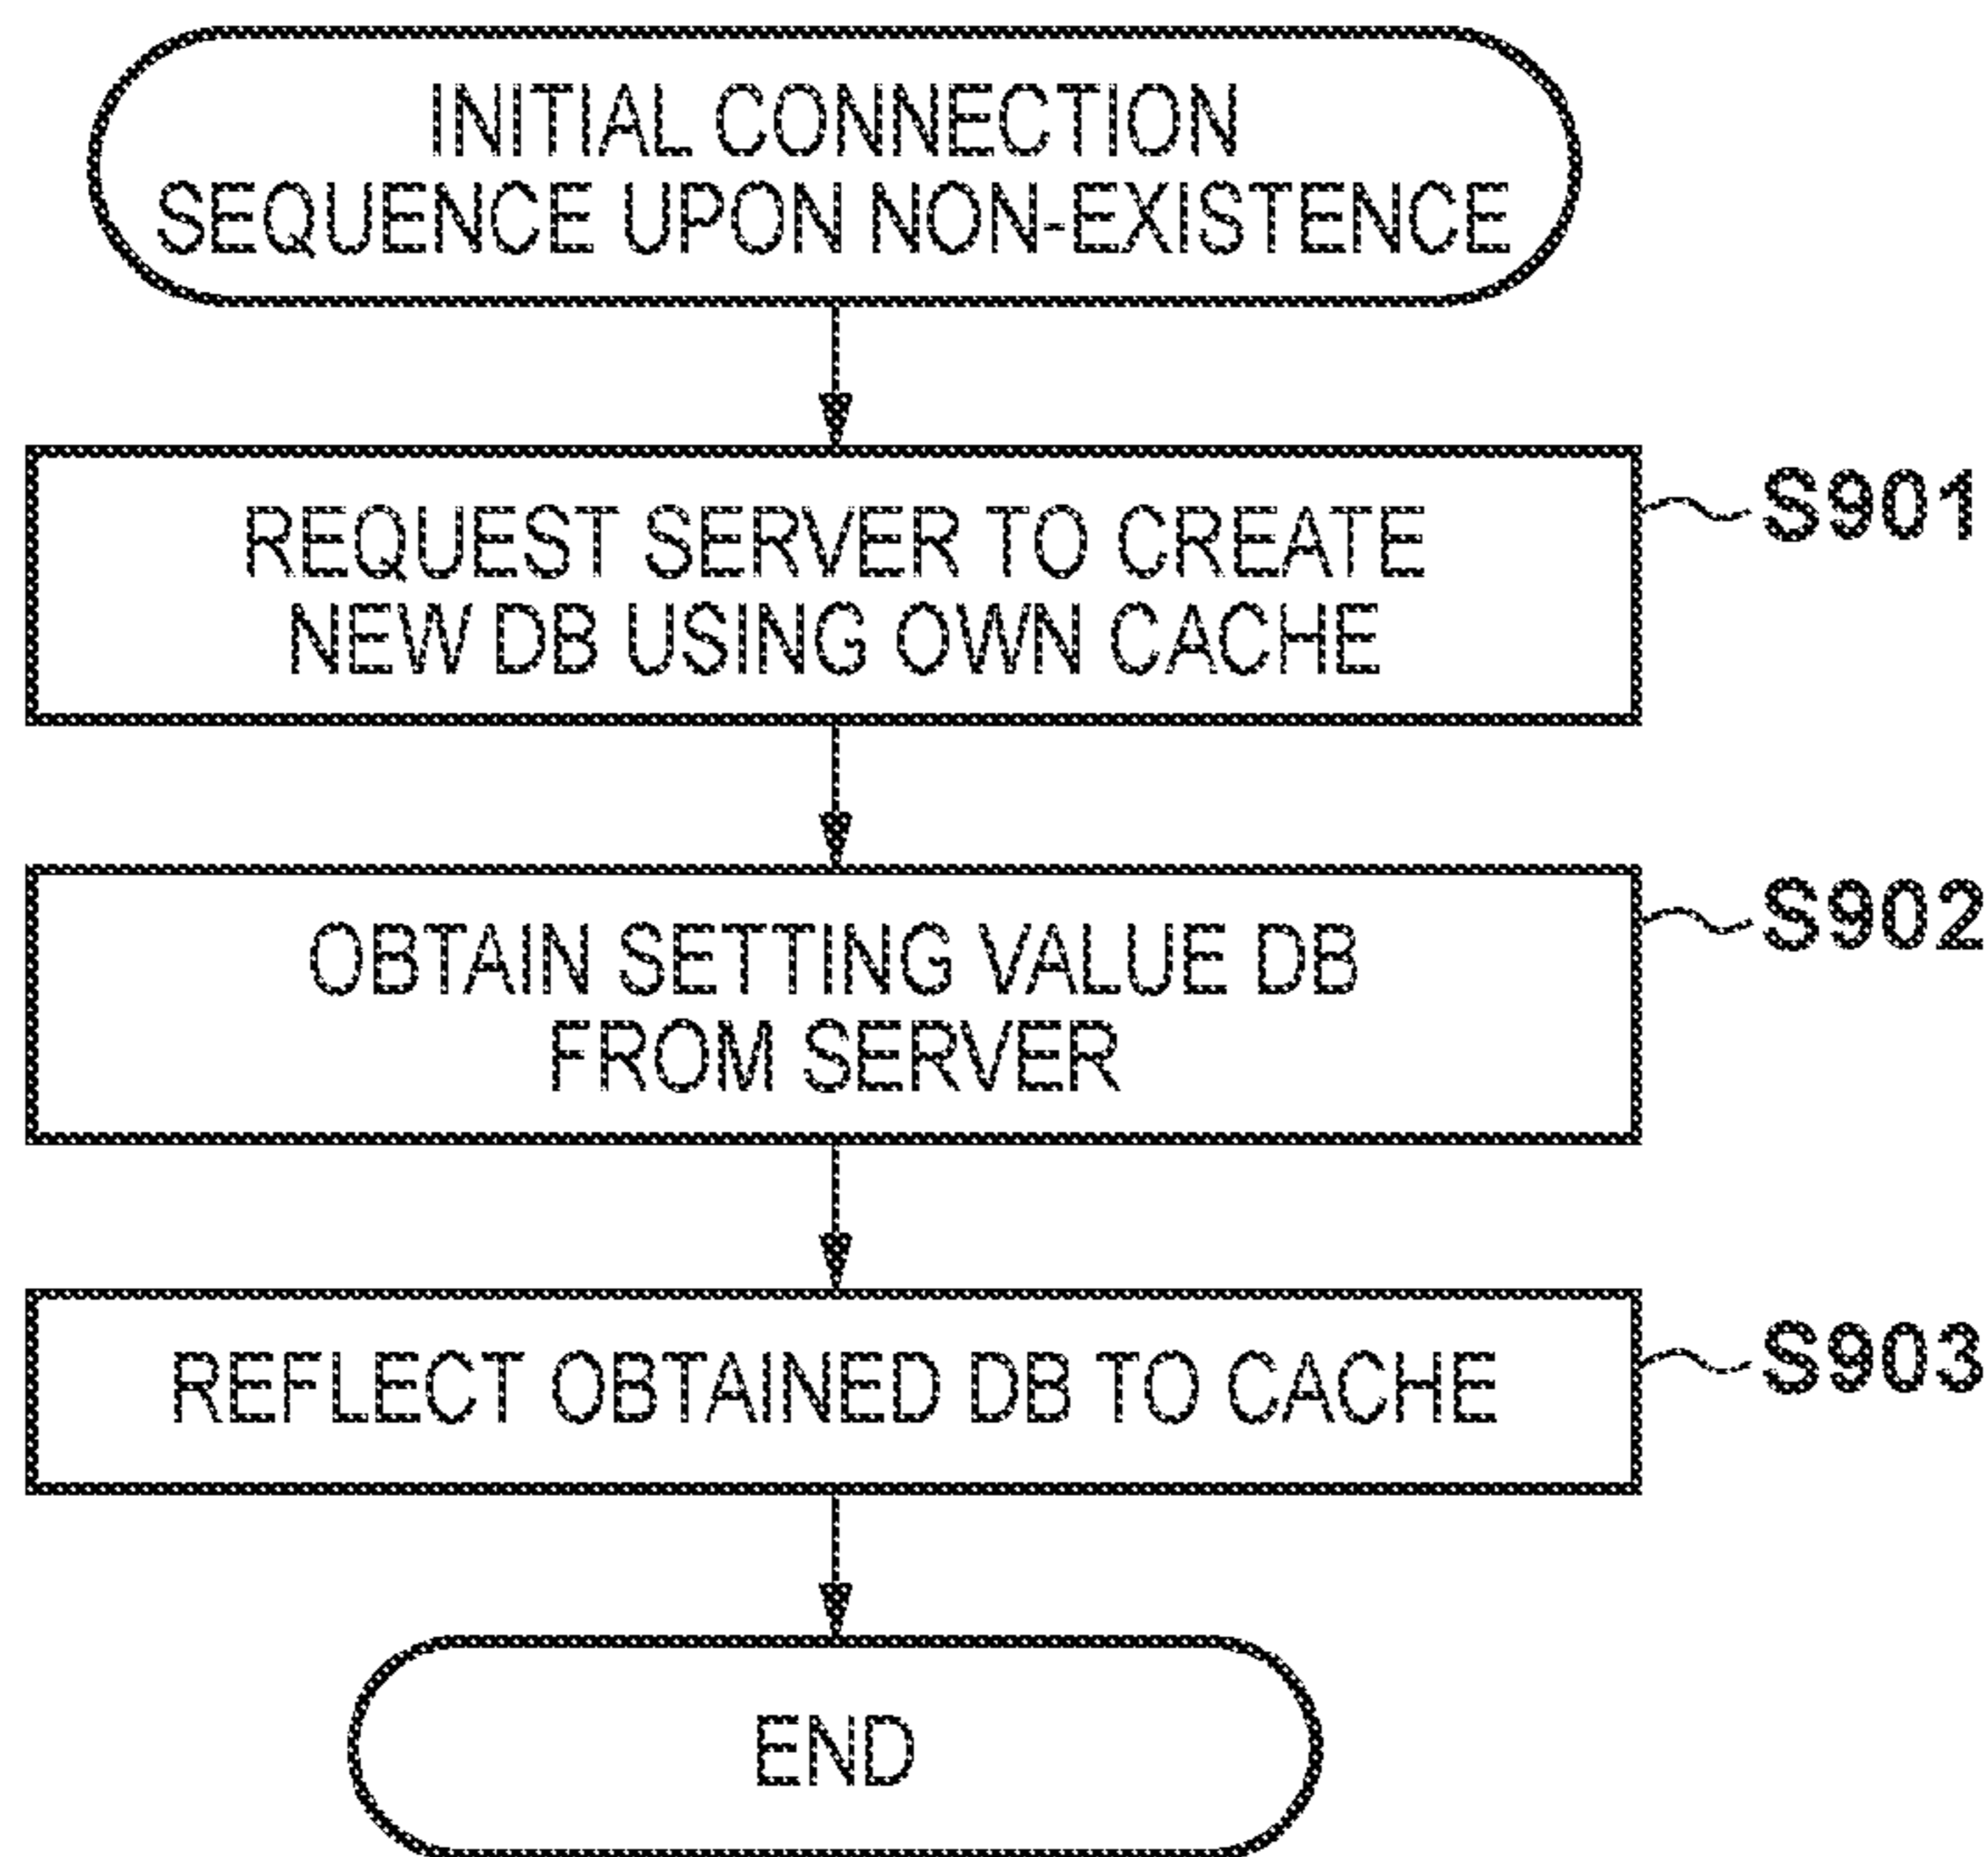 INITIAL CONNECTION
SEQUENCE UPON NON-EXISTENCE
REQUEST SERVER TO CREATE
NEW DB USING OWN CACHE
S901
OBTAIN SETTING VALUE DB
FROM SERVER
S902
REFLECT OBTAINED DB TO CACHE
S903
END